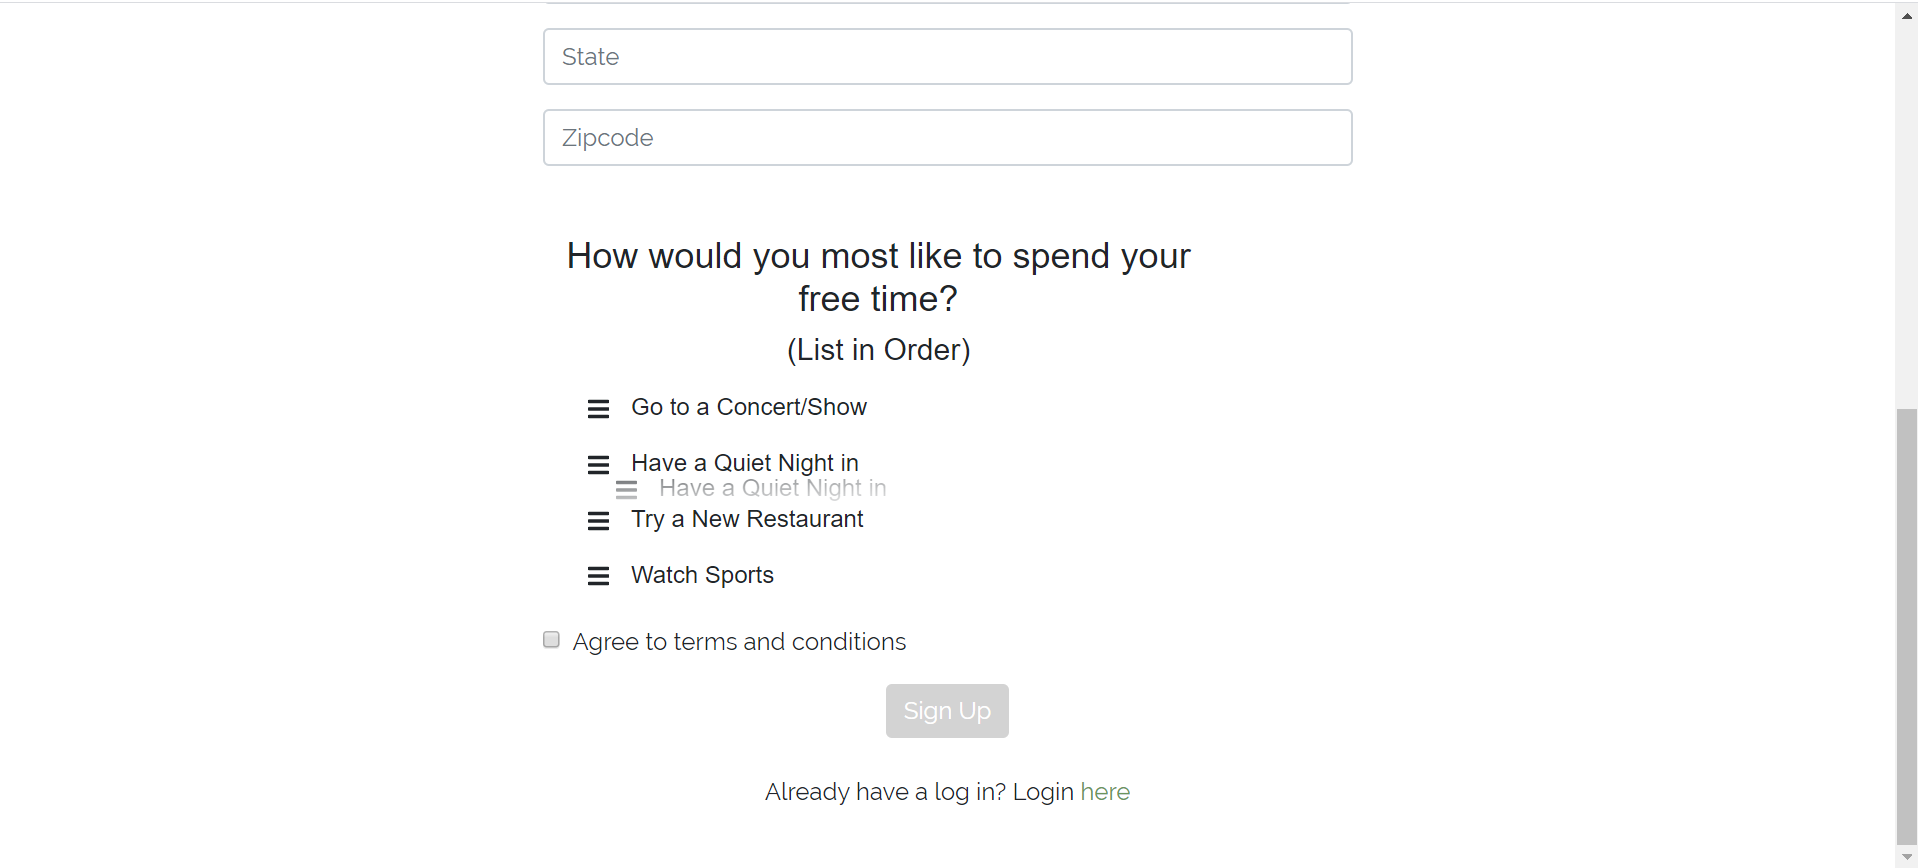 State
Zipcode
How would you most like to spend your
free time?
(List in Order)
Go to a Concert/Show
Have a Quiet Night in
Have a Quiet Night in
Try a New Restaurant
Watch Sports
Agree to terms and conditions
Sign Up
Already have a log in? Login here